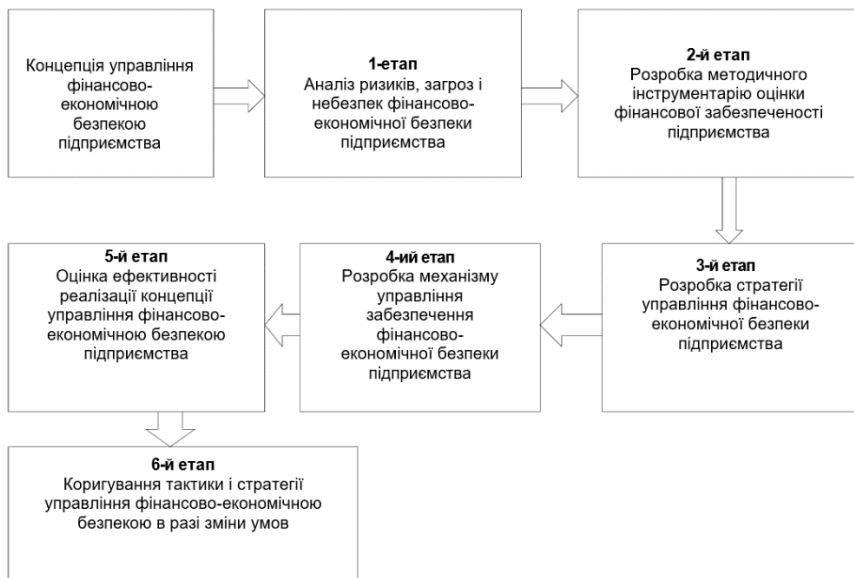 Концепція управління
фінансово-
економічною
безпекою
підприємства
1-етап
Аналіз ризиків, загроз і
небезпек фінансово-
економічної безпеки
підприємства
2-й етап
Розробка методичного
інструментарію оцінки
фінансової забезпеченості
підприємства
3-й етап
Розробка стратегії
управління фінансово-
економічної безпеки
підприємства
4-ий етап
Розробка механізму
управління
забезпечення
фінансово-
економічної безпеки
підприємства
5-й етап
Оцінка ефективності
реалізації концепції
управління фінансово-
економічною безпекою
підприємства
6-й етап
Коригування тактики і стратегії
управління фінансово-економічною
безпекою в разі зміни умов